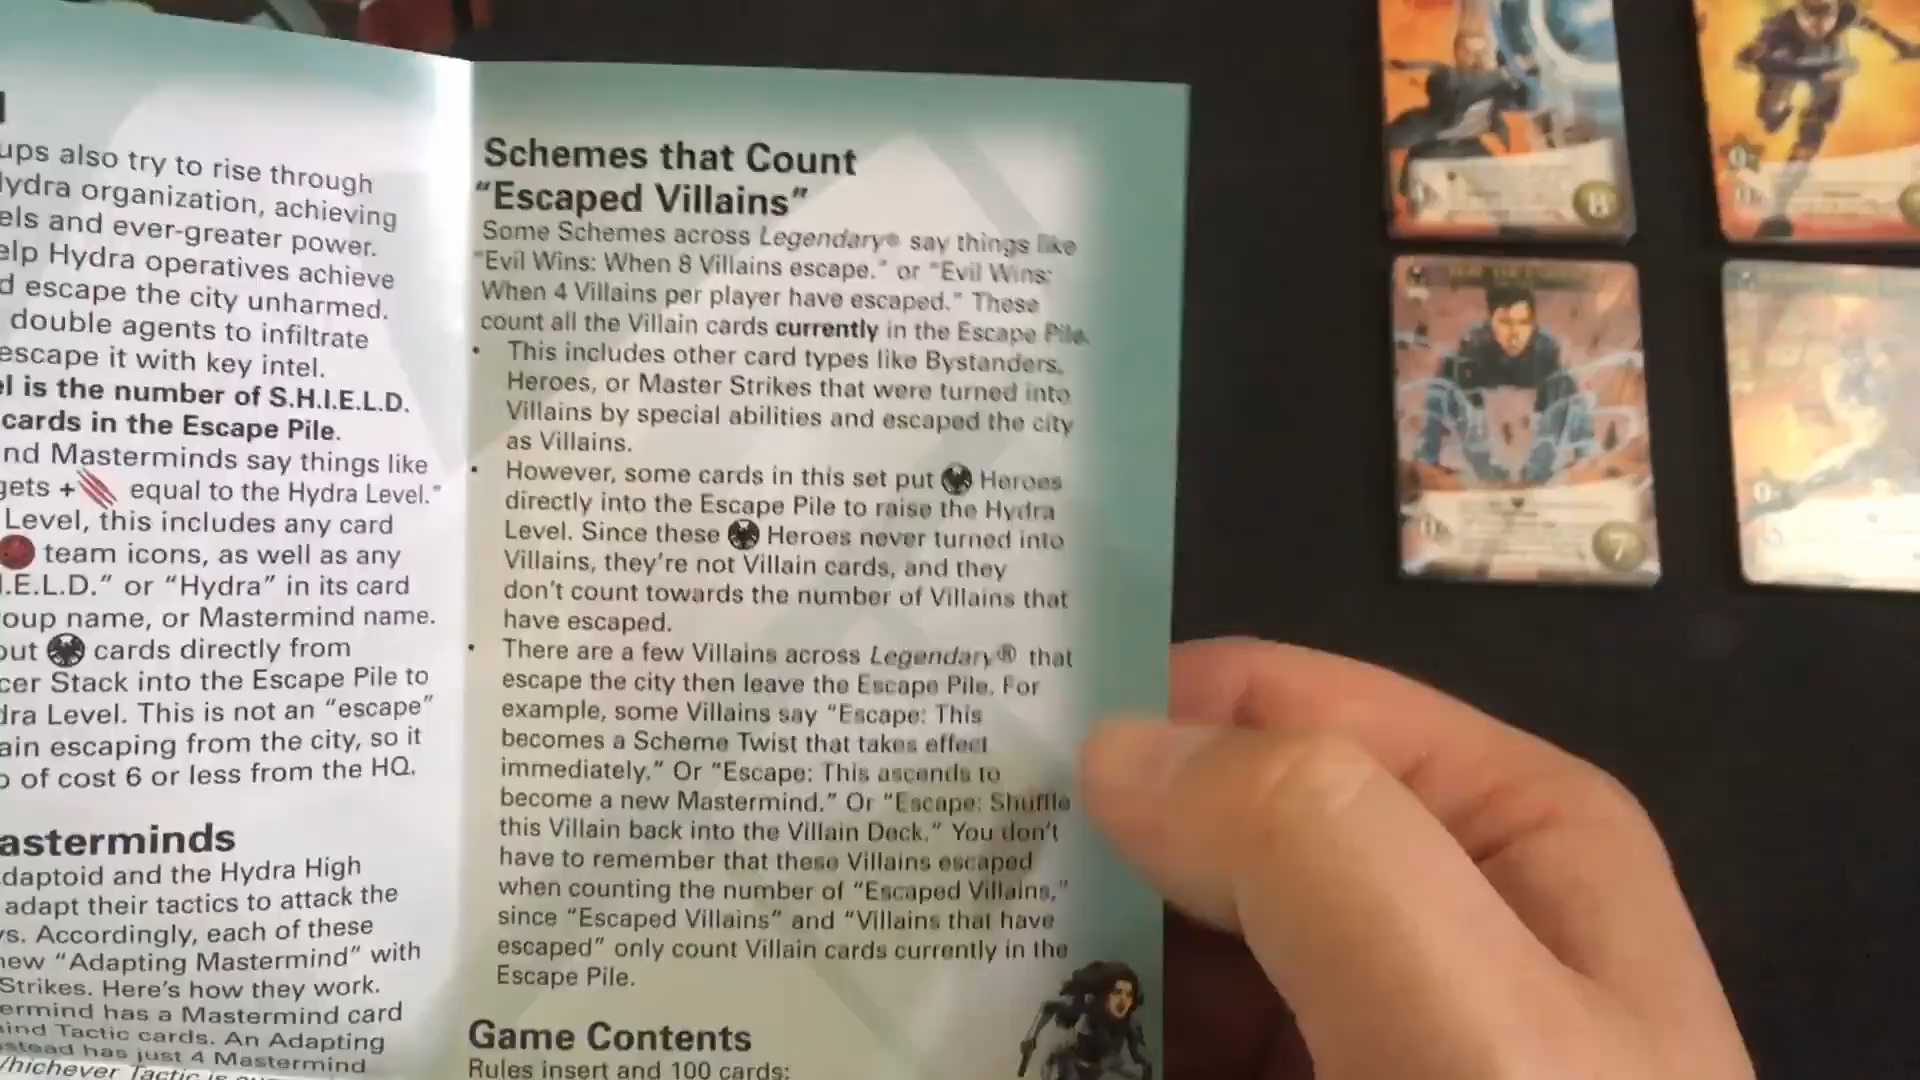 ups also try to rise through
ydra organization, achieving
els and ever-greater power.
elp Hydra operatives achieve
d escape the city unharmed.
double agents to infiltrate
escape it with key intel.
el is the number of S.H.I.E.L.D.
cards in the Escape Pile.
nd Masterminds say things like
gets + equal to the Hydra Level."
Level, this includes any card
team icons, as well as any
.E.L.D." or "Hydra" in its card
oup name, or Mastermind name.
out cards directly from
cer Stack into the Escape Pile to
dra Level. This is not an "escape"
ain escaping from the city, so it
o of cost 6 or less from the HQ.
asterminds
daptoid and the Hydra High
adapt their tactics to attack the
s. Accordingly, each of these
new "Adapting Mastermind" with
Strikes. Here's how they work.
ermind has a Mastermind card
ind Tactic cards. An Adapting
stead has just 4 Mastermind
Whichever Tactic is
Schemes that Count
"Escaped Villains"
Some Schemes across Legendary® say things like
"Evil Wins: When 8 Villains escape." or "Evil Wins:
When 4 Villains per player have escaped." These
count all the Villain cards currently in the Escape Pile.
• This includes other card types like Bystanders,
Heroes, or Master Strikes that were turned into
Villains by special abilities and escaped the city
as Villains.
• However, some cards in this set put Heroes
directly into the Escape Pile to raise the Hydra
Level. Since these Heroes never turned into
Villains, they're not Villain cards, and they
don't count towards the number of Villains that
have escaped.
• There are a few Villains across Legendary® that
escape the city then leave the Escape Pile. For
example, some Villains say "Escape: This
becomes a Scheme Twist that takes effect
immediately." Or "Escape: This ascends to
become a new Mastermind." Or "Escape: Shuffle
this Villain back into the Villain Deck." You don't
have to remember that these Villains escaped
when counting the number of "Escaped Villains,"
since "Escaped Villains" and "Villains that have
escaped" only count Villain cards currently in the
Escape Pile.
Game Contents
Rules insert and 100 cards:
8
7